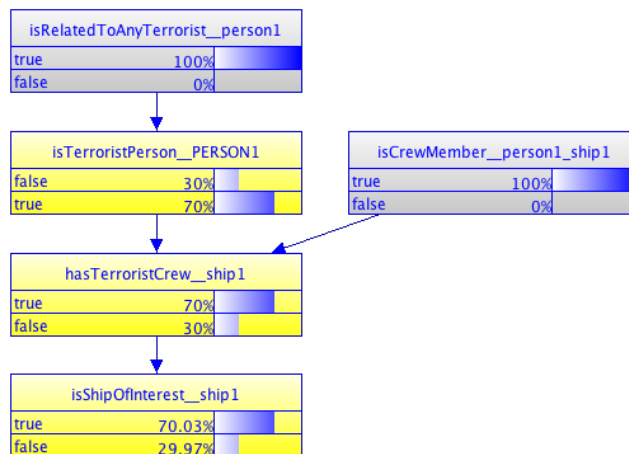 isRelatedToAnyTerrorist__person1
true 100%
false 0%
isTerroristPerson__PERSON1
false 30%
true 70%
isCrewMember__person1_ship1
true 100%
false 0%
hasTerroristCrew__ship1
true 70%
false 30%
isShipOfInterest__ship1
true 70.03%
false 29.97%